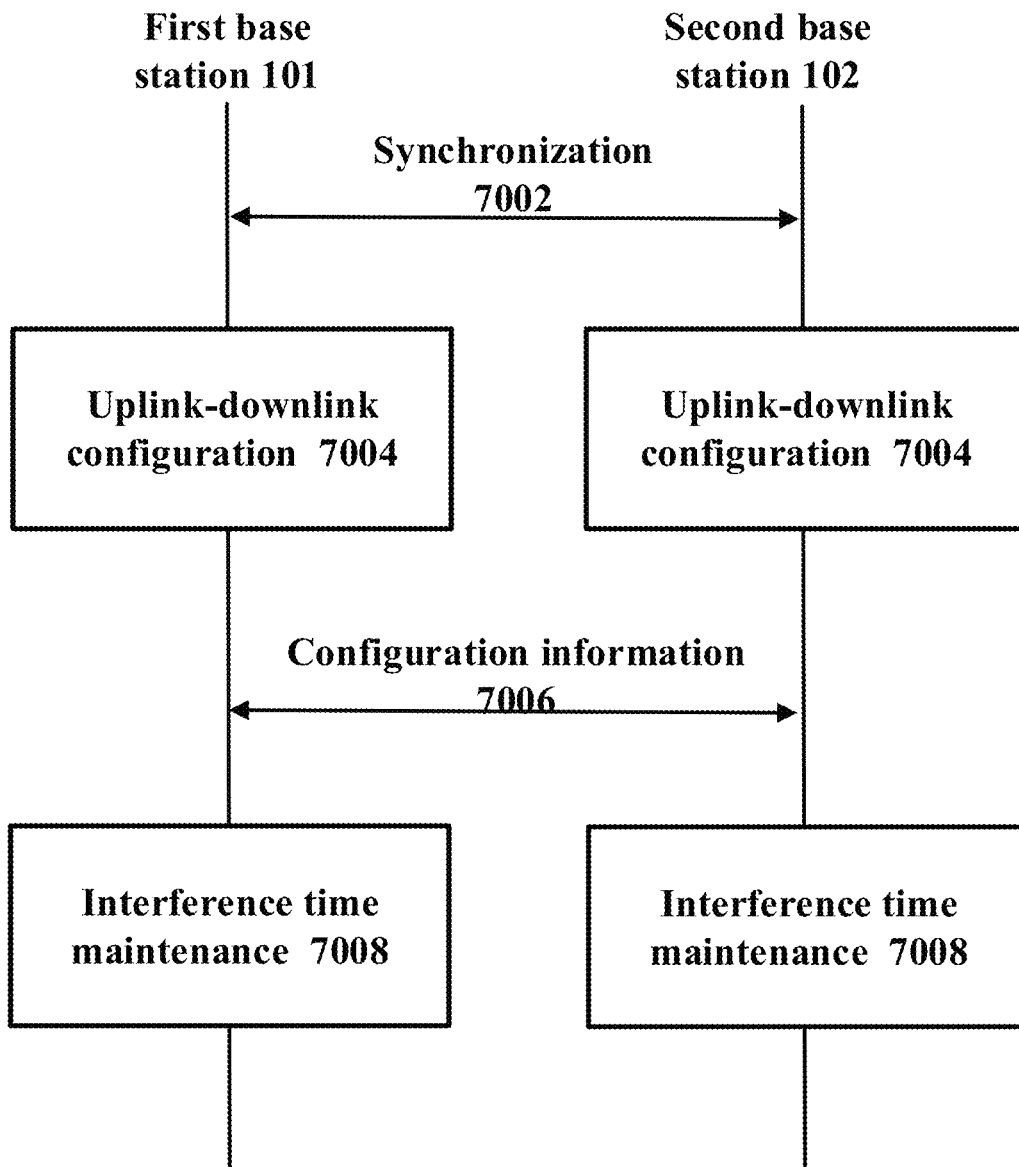 First base
station 101
Second base
station 102
Synchronization
7002
Uplink-downlink
configuration 7004
Uplink-downlink
configuration 7004
Configuration information
7006
Interference time
maintenance 7008
Interference time
maintenance 7008